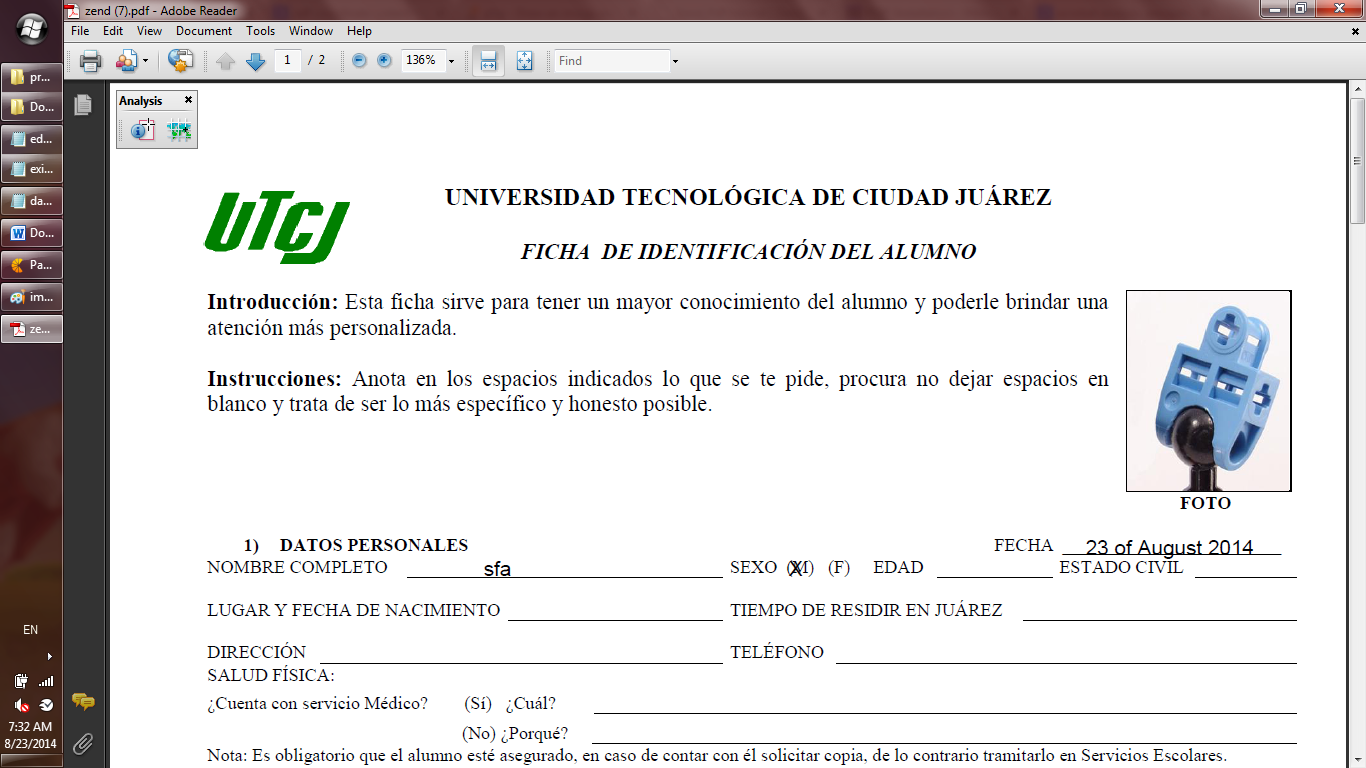 zend (7).pdf - Adobe Reader
File Edit View Document Tools Window Help
1 / 2 136% Find
pr...
Do...
ed...
exi...
da...
Do...
Pa...
im...
ze...
EN
7:32 AM
8/23/2014
Analysis
UTCJ
UNIVERSIDAD TECNOLÓGICA DE CIUDAD JUÁREZ
FICHA DE IDENTIFICACIÓN DEL ALUMNO
Introducción: Esta ficha sirve para tener un mayor conocimiento del alumno y poderle brindar una
atención más personalizada.
Instrucciones: Anota en los espacios indicados lo que se te pide, procura no dejar espacios en
blanco y trata de ser lo más específico y honesto posible.
FOTO
1) DATOS PERSONALES FECHA 23 of August 2014
NOMBRE COMPLETO sfa SEXO (M) X (F) EDAD ESTADO CIVIL
LUGAR Y FECHA DE NACIMIENTO TIEMPO DE RESIDIR EN JUÁREZ
DIRECCIÓN TELÉFONO
SALUD FÍSICA:
¿Cuenta con servicio Médico? (Sí) ¿Cuál?
(No) ¿Porqué?
Nota: Es obligatorio que el alumno esté asegurado, en caso de contar con él solicitar copia, de lo contrario tramitarlo en Servicios Escolares.